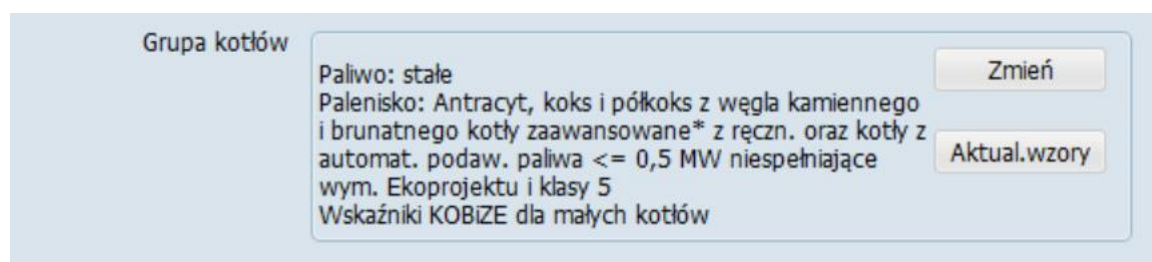 Grupa kotłów
Paliwo: stałe
Zmień
Palenisko: Antracyt, koks i półkoks z węgla kamiennego
i brunatnego kotły zaawansowane* z ręczn. oraz kotły z
automat. podaw. paliwa <= 0,5 MW niespełniające
Aktual.wzory
wym. Ekoprojektu i klasy 5
Wskaźniki KOBiZE dla małych kotłów